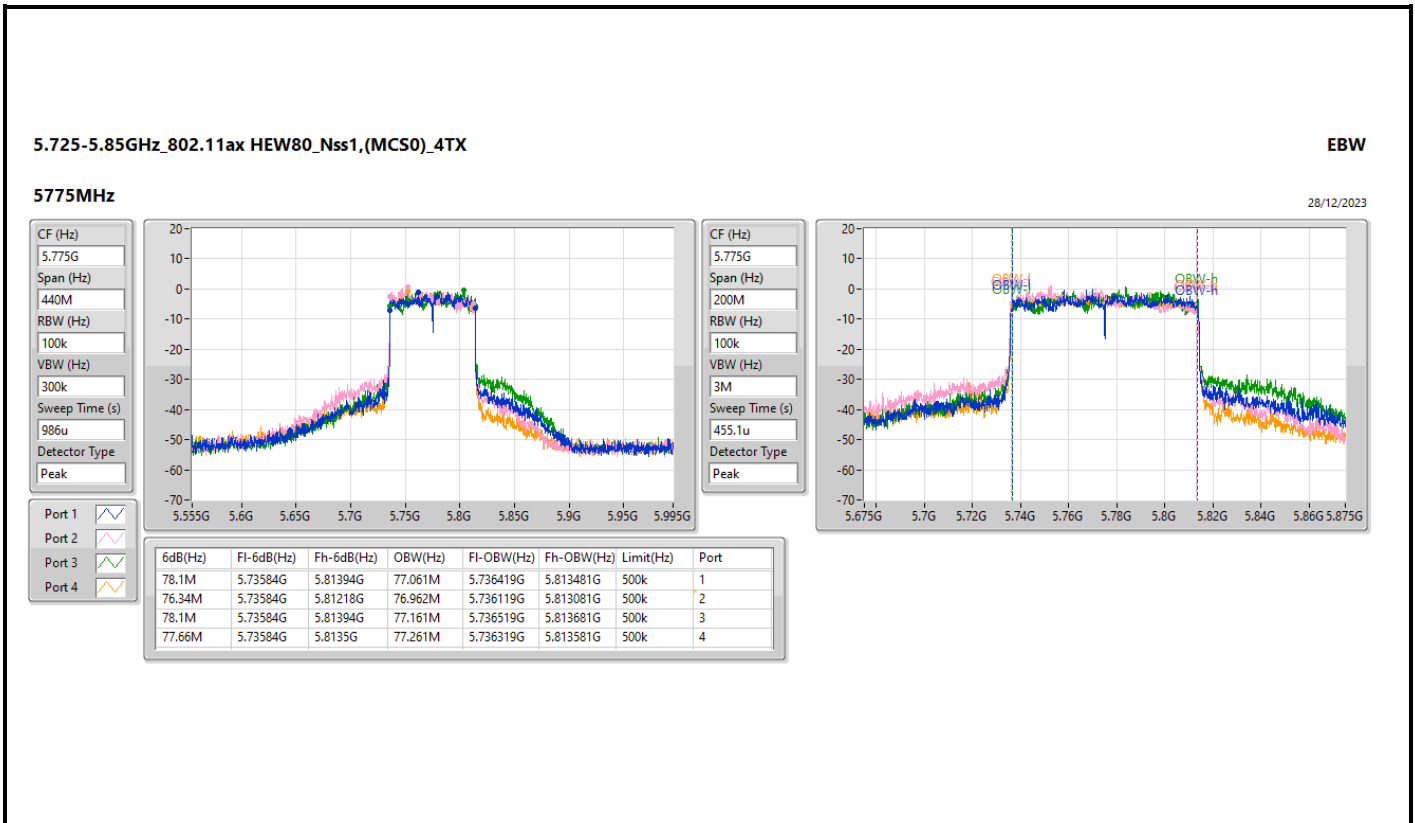 5.725-5.85GHz_802.11ax HEW80_Nss1,(MCS0)_4TX
EBW
5775MHz
28/12/2023
CF (Hz)
5.775G
Span (Hz)
440M
RBW (Hz)
100k
VBW (Hz)
300k
Sweep Time (s)
986u
Detector Type
Peak
Port 1
Port 2
Port 3
Port 4
20
10
0
-10
-20
-30
-40
-50
-60
-70
5.555G 5.6G 5.65G 5.7G 5.75G 5.8G 5.85G 5.9G 5.95G 5.995G
CF (Hz)
5.775G
Span (Hz)
200M
RBW (Hz)
100k
VBW (Hz)
3M
Sweep Time (s)
455.1u
Detector Type
Peak
20
10
0
-10
-20
-30
-40
-50
-60
-70
OBW-l
OBW-l
OBW-h
OBW-h
5.675G 5.7G 5.72G 5.74G 5.76G 5.78G 5.8G 5.82G 5.84G 5.86G 5.875G
6dB(Hz) Fl-6dB(Hz) Fh-6dB(Hz) OBW(Hz) Fl-OBW(Hz) Fh-OBW(Hz) Limit(Hz) Port
78.1M 5.73584G 5.81394G 77.061M 5.736419G 5.813481G 500k 1
76.34M 5.73584G 5.81218G 76.962M 5.736119G 5.813081G 500k 2
78.1M 5.73584G 5.81394G 77.161M 5.736519G 5.813681G 500k 3
77.66M 5.73584G 5.8135G 77.261M 5.736319G 5.813581G 500k 4